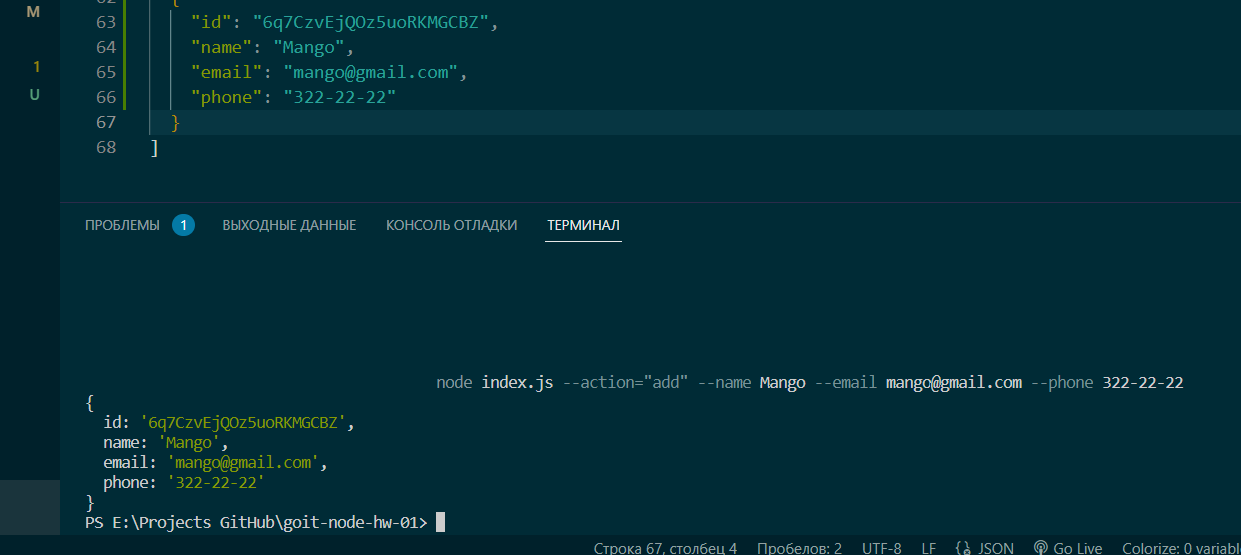 M
1
U
62 {
63 "id": "6q7CzvEjQOz5uoRKMGCBZ",
64 "name": "Mango",
65 "email": "mango@gmail.com",
66 "phone": "322-22-22"
67 }
68 ]
ПРОБЛЕМЫ 1 ВЫХОДНЫЕ ДАННЫЕ КОНСОЛЬ ОТЛАДКИ ТЕРМИНАЛ
node index.js --action="add" --name Mango --email mango@gmail.com --phone 322-22-22
{
id: '6q7CzvEjQOz5uoRKMGCBZ',
name: 'Mango',
email: 'mango@gmail.com',
phone: '322-22-22'
}
PS E:\Projects GitHub\goit-node-hw-01>
Строка 67, столбец 4 Пробелов: 2 UTF-8 LF {} JSON Go Live Colorize: 0 variabl